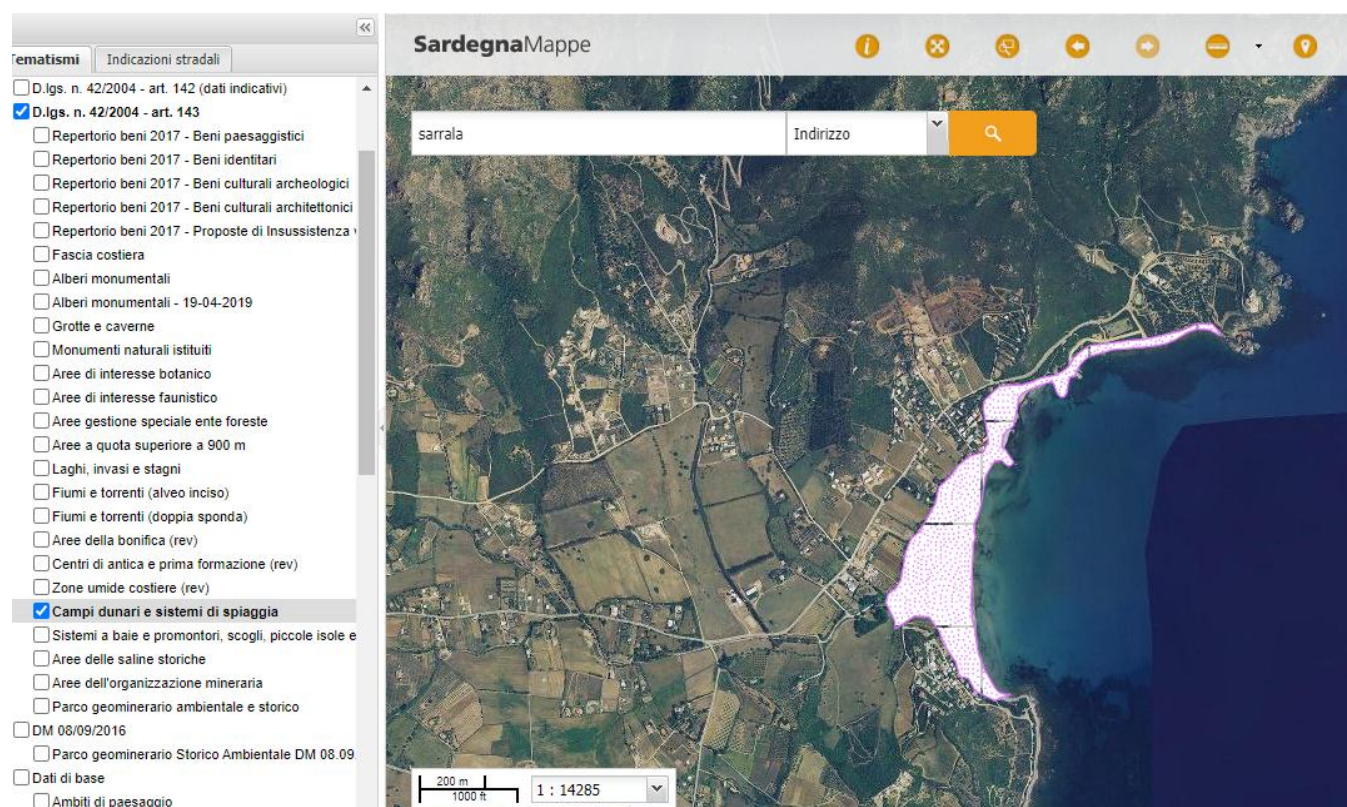 SardegnaMappe
ematismi
Indicazioni stradali
D.lgs. n. 42/2004 - art. 142 (dati indicativi)
D.lgs. n. 42/2004 - art. 143
Repertorio beni 2017 - Beni paesaggistici
Repertorio beni 2017 - Beni identitari
Repertorio beni 2017 - Beni culturali archeologici
Repertorio beni 2017 - Beni culturali architettonici
Repertorio beni 2017 - Proposte di Insussistenza v
Fascia costiera
Alberi monumentali
Alberi monumentali - 19-04-2019
Grotte e caverne
Monumenti naturali istituiti
Aree di interesse botanico
Aree di interesse faunistico
Aree gestione speciale ente foreste
Aree a quota superiore a 900 m
Laghi, invasi e stagni
Fiumi e torrenti (alveo inciso)
Fiumi e torrenti (doppia sponda)
Aree della bonifica (rev)
Centri di antica e prima formazione (rev)
Zone umide costiere (rev)
Campi dunari e sistemi di spiaggia
Sistemi a baie e promontori, scogli, piccole isole e
Aree delle saline storiche
Aree dell'organizzazione mineraria
Parco geominerario ambientale e storico
DM 08/09/2016
Parco geominerario Storico Ambientale DM 08.09
Dati di base
Ambiti di paesaggio
sarrala
Indirizzo
200 m
1000 ft
1 : 14285